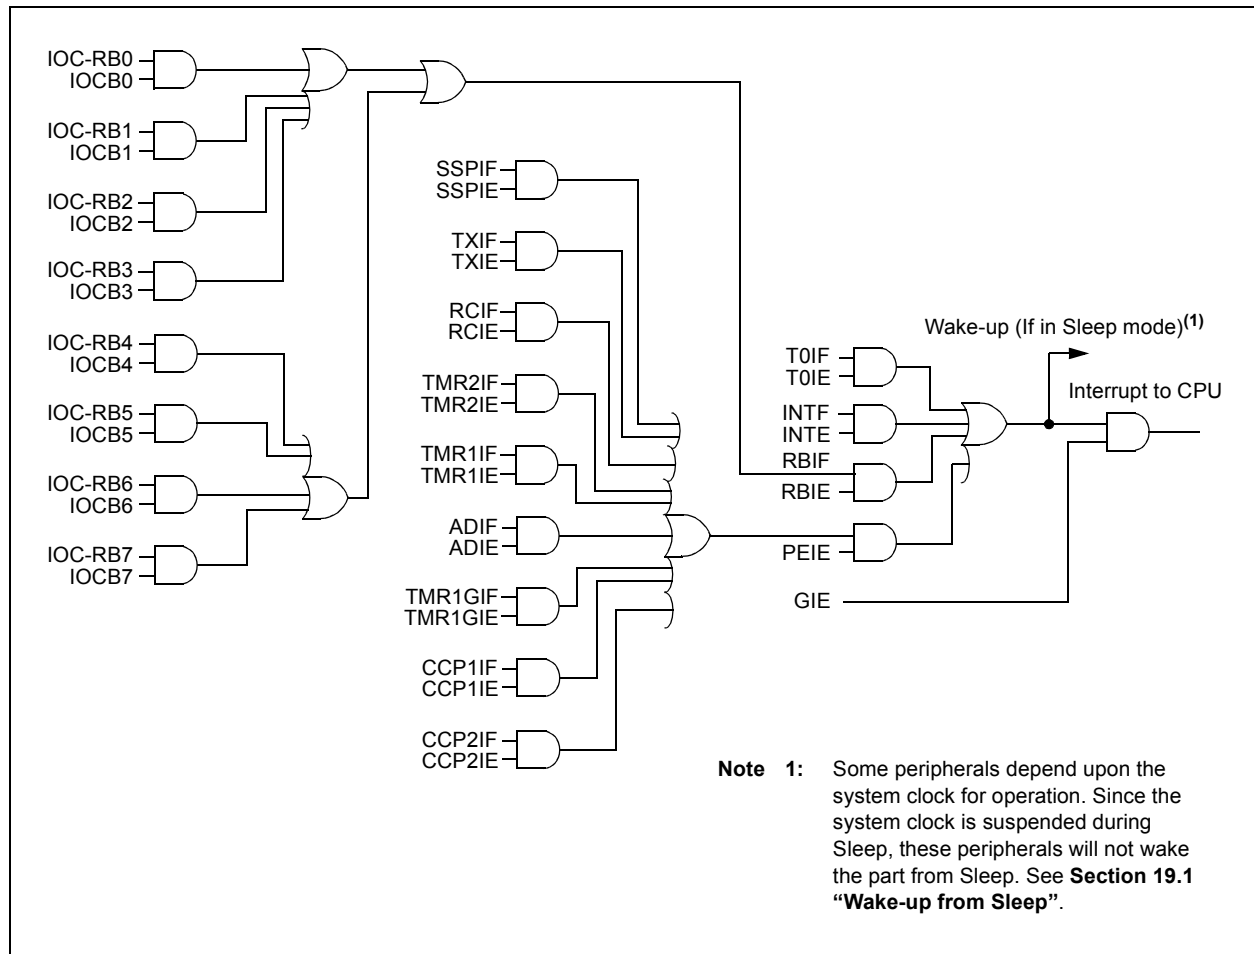 IOC-RB0
IOCB0
IOC-RB1
IOCB1
IOC-RB2
IOCB2
IOC-RB3
IOCB3
IOC-RB4
IOCB4
IOC-RB5
IOCB5
IOC-RB6
IOCB6
IOC-RB7
IOCB7
SSPIF
SSPIE
TXIF
TXIE
RCIF
RCIE
TMR2IF
TMR2IE
TMR1IF
TMR1IE
ADIF
ADIE
TMR1GIF
TMR1GIE
CCP1IF
CCP1IE
CCP2IF
CCP2IE
Wake-up (If in Sleep mode)(1)
T0IF
T0IE
Interrupt to CPU
INTF
INTE
RBIF
RBIE
PEIE
GIE
Note 1: Some peripherals depend upon the
system clock for operation. Since the
system clock is suspended during
Sleep, these peripherals will not wake
the part from Sleep. See Section 19.1
“Wake-up from Sleep”.